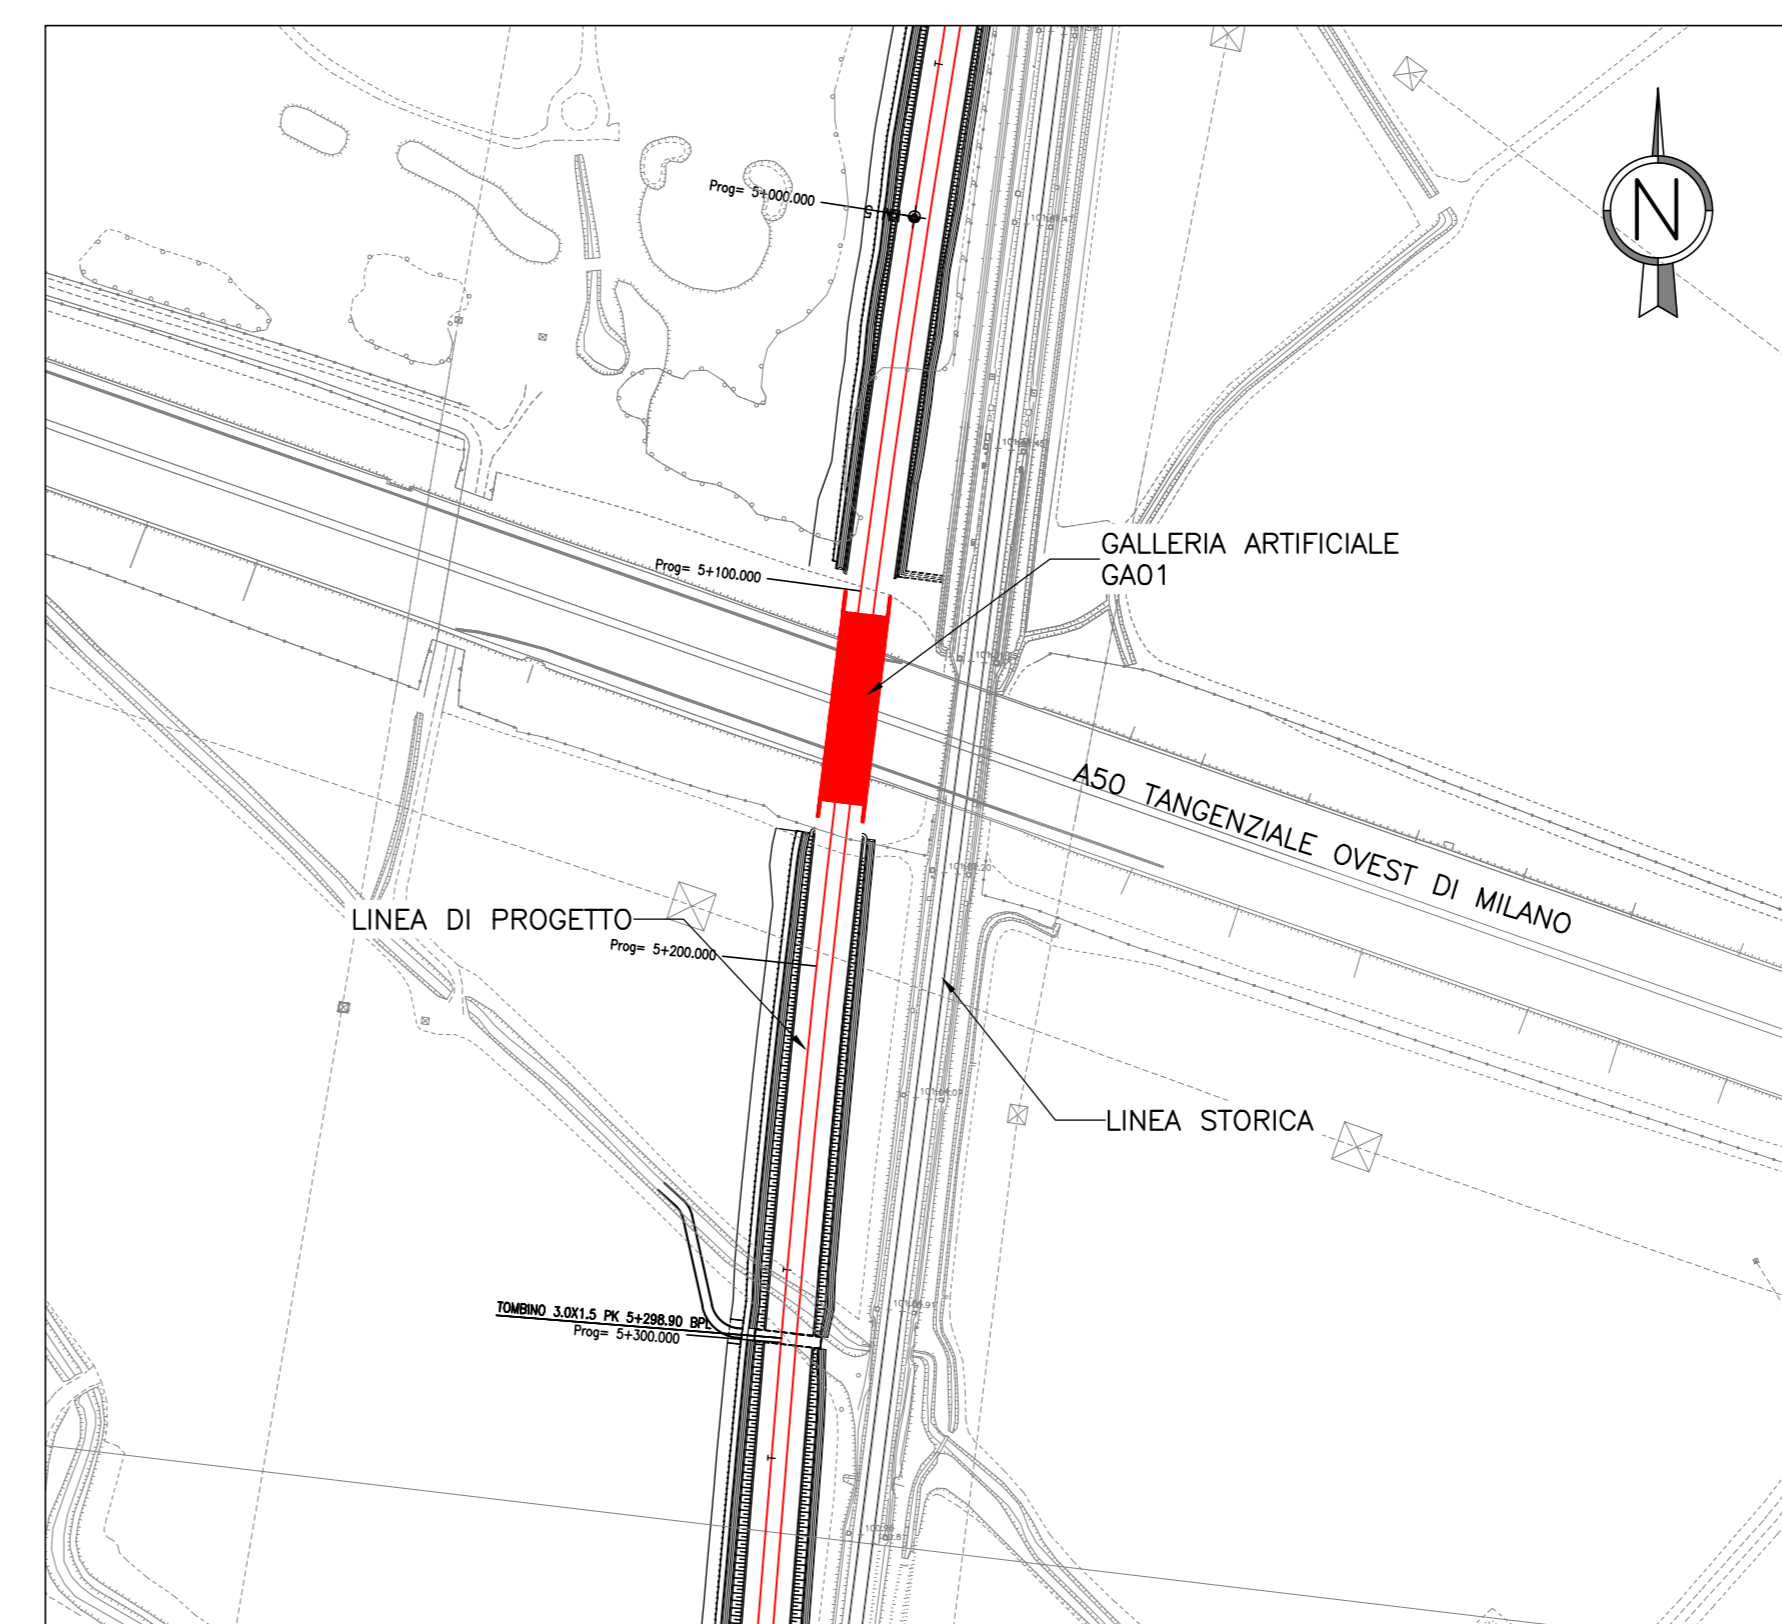 Prog= 5+000.000
N
GALLERIA ARTIFICIALE
GA01
Prog= 5+100.000
A50 TANGENZIALE OVEST DI MILANO
LINEA DI PROGETTO
Prog= 5+200.000
LINEA STORICA
TOMBINO 3.0X1.5 PK 5+298.90 BPL
Prog= 5+300.000